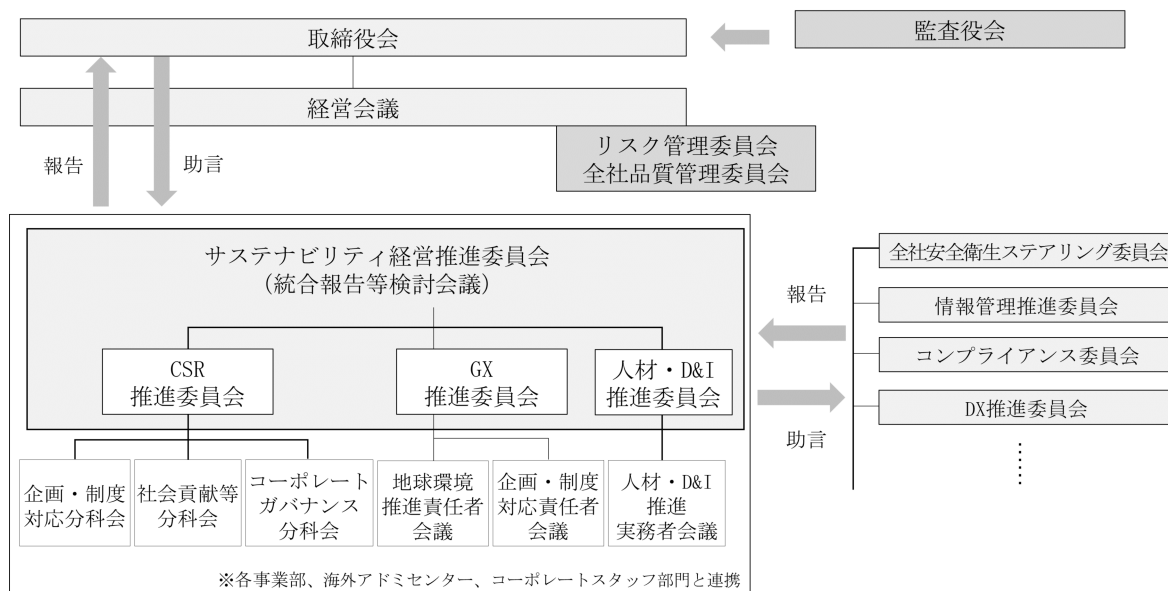 取締役会
監査役会
経営会議
リスク管理委員会
全社品質管理委員会
報告
助言
サステナビリティ経営推進委員会
(統合報告等検討会議)
CSR
推進委員会
GX
推進委員会
人材・D&I
推進委員会
企画・制度
対応分科会
社会貢献等
分科会
コーポレート
ガバナンス
分科会
地球環境
推進責任者
会議
企画・制度
対応責任者
会議
人材・D&I
推進
実務者会議
※各事業部、海外アドミセンター、コーポレートスタッフ部門と連携
報告
助言
全社安全衛生ステアリング委員会
情報管理推進委員会
コンプライアンス委員会
DX推進委員会